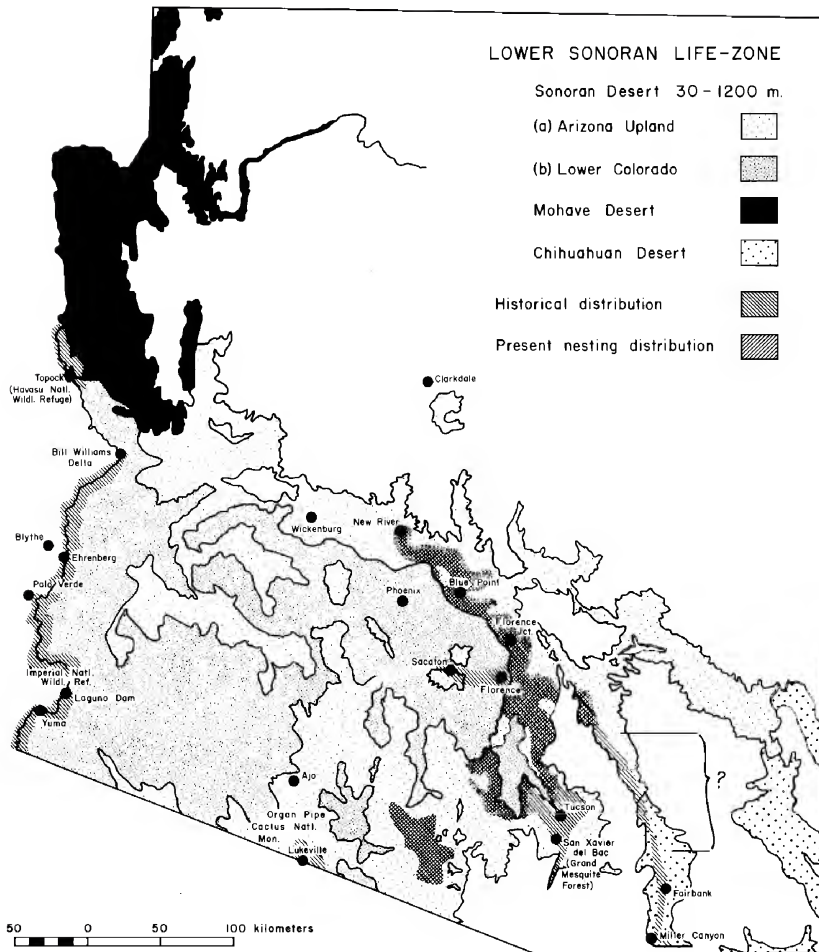 LOWER SONORAN LIFE-ZONE
Sonoran Desert 30-1200 m.
(a) Arizona Upland
(b) Lower Colorado
Mohave Desert
Chihuahuan Desert
Historical distribution
Present nesting distribution
Topock
(Havasu Natl.
Wildl. Refuge)
Clarkdale
Bill Williams
Delta
Wickenburg
New River
Blythe
Ehrenberg
Palo Verde
Phoenix
Blue Point
Florence
Jct.
Sacaton
Florence
Imperial Natl.
Wildl. Ref.
Laguna Dam
Yuma
?
Ajo
Organ Pipe
Cactus Natl.
Mon.
Lukeville
a
Tucson
San Xavier
del Bac
(Grand
Mesquite
Forest)
Fairbank
Miller Canyon
50 0 50 100 kilometers